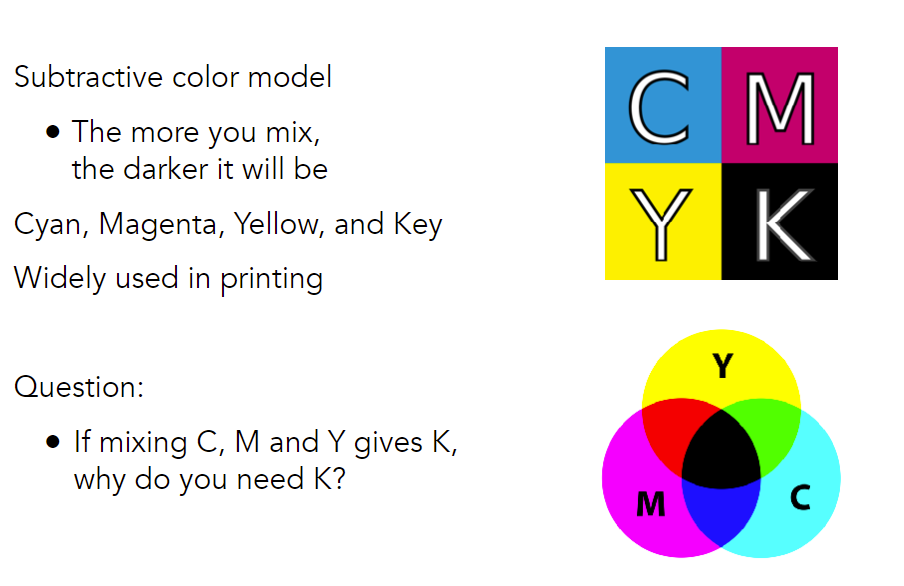 Subtractive color model
• The more you mix,
the darker it will be
Cyan, Magenta, Yellow, and Key
Widely used in printing
Question:
• If mixing C, M and Y gives K,
why do you need K?
C M
Y K
Y
M C